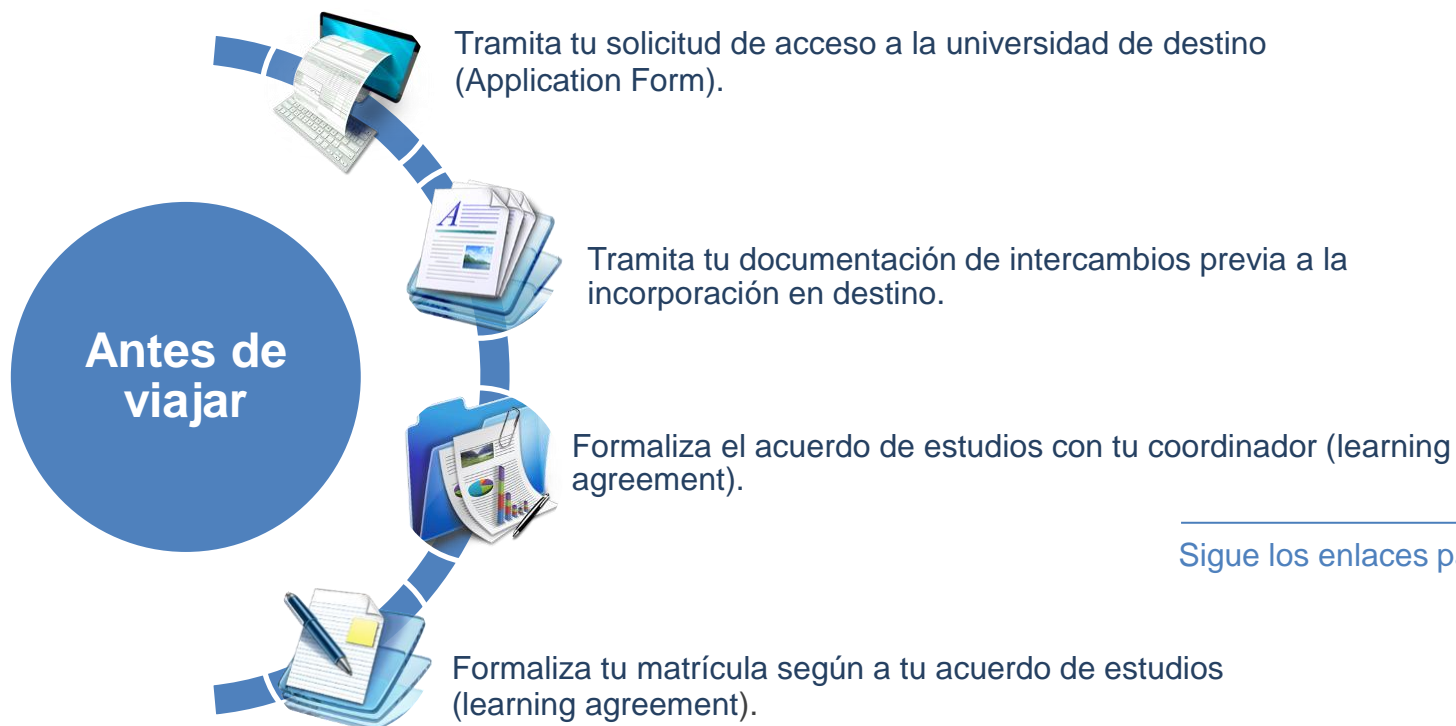 Tramita tu solicitud de acceso a la universidad de destino
(Application Form).
Tramita tu documentación de intercambios previa a la
incorporación en destino.
Antes de
viajar
Formaliza el acuerdo de estudios con tu coordinador (learning
agreement).
Sigue los enlaces
Formaliza tu matrícula según a tu acuerdo de estudios
(learning agreement).